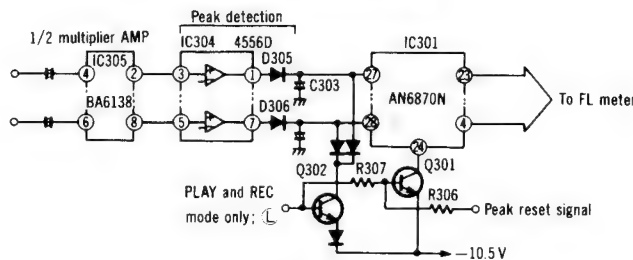 Peak detection
1/2 multiplier AMP
IC304 4556D
IC301
IC305
D305
4 2 3 1 27 23
C303
BA6138
AN6870N
To FL meter
D306
6 8 5 7 28 4
24
Q302 R307 Q301
R306
PLAY and REC
mode only; Ⓛ
Peak reset signal
−10.5 V